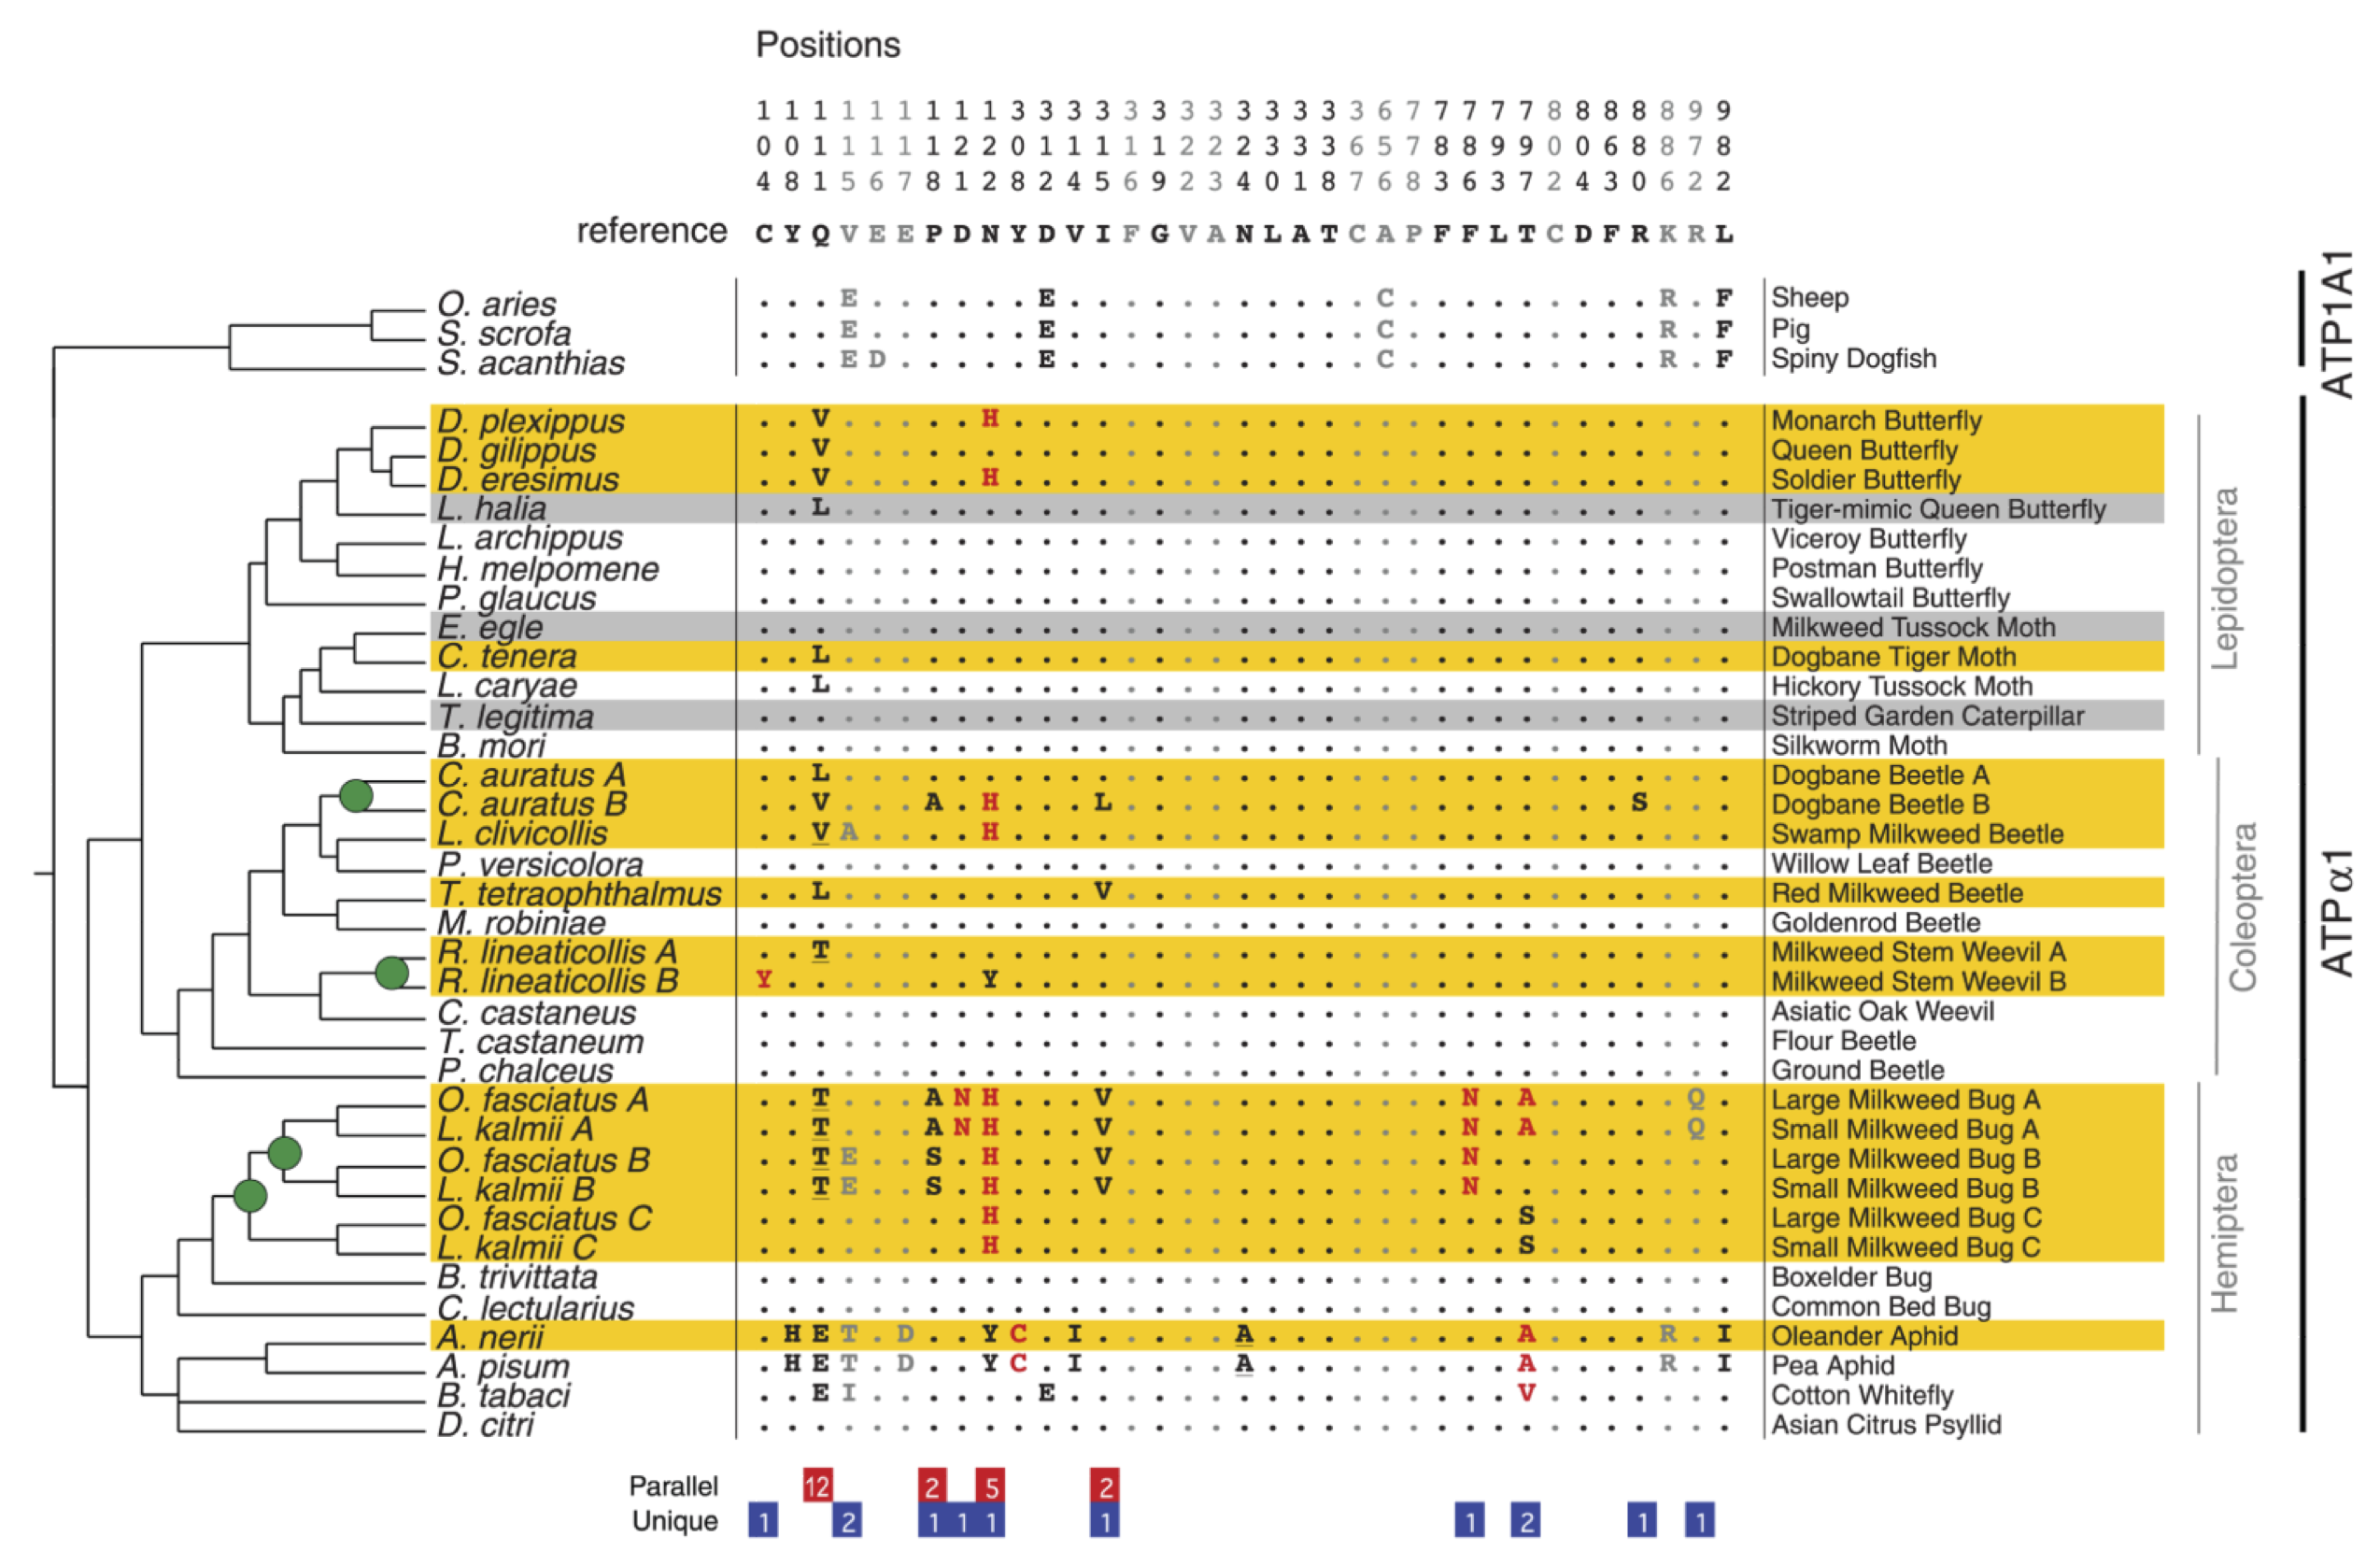 Positions
1 1 1 1 1 1 1 1 1 3 3 3 3 3 3 3 3 3 3 3 3 3 6 7 7 7 7 7 8 8 8 8 8 9 9
0 0 1 1 1 1 1 2 2 0 1 1 1 1 1 2 2 2 3 3 3 6 5 7 8 8 9 9 0 0 6 8 8 7 8
4 8 1 5 6 7 8 1 2 8 2 4 5 6 9 2 3 4 0 1 8 7 6 8 3 6 3 7 2 4 3 0 6 2 2
reference C Y Q V E E P D N Y D V I F G V A N L A T C A P F F L T C D F R K R L
O. aries . . . E . . . . . . E . . . . . . . . . . . C . . . . . . . . . R . F Sheep
S. scrofa . . . E . . . . . . E . . . . . . . . . . . C . . . . . . . . . R . F Pig
S. acanthias . . . E D . . . . . E . . . . . . . . . . . C . . . . . . . . . R . F Spiny Dogfish
ATP1A1
D. plexippus . . V . . . . . H . . . . . . . . . . . . . . . . . . . . . . . . . . Monarch Butterfly
D. gilippus . . V . . . . . . . . . . . . . . . . . . . . . . . . . . . . . . . . Queen Butterfly
D. eresimus . . V . . . . . H . . . . . . . . . . . . . . . . . . . . . . . . . . Soldier Butterfly
L. halia . . L . . . . . . . . . . . . . . . . . . . . . . . . . . . . . . . . Tiger-mimic Queen Butterfly
L. archippus . . . . . . . . . . . . . . . . . . . . . . . . . . . . . . . . . . . Viceroy Butterfly
H. melpomene . . . . . . . . . . . . . . . . . . . . . . . . . . . . . . . . . . . Postman Butterfly
P. glaucus . . . . . . . . . . . . . . . . . . . . . . . . . . . . . . . . . . . Swallowtail Butterfly
E. egle . . . . . . . . . . . . . . . . . . . . . . . . . . . . . . . . . . . Milkweed Tussock Moth
C. tenera . . L . . . . . . . . . . . . . . . . . . . . . . . . . . . . . . . . Dogbane Tiger Moth
L. caryae . . L . . . . . . . . . . . . . . . . . . . . . . . . . . . . . . . . Hickory Tussock Moth
T. legitima . . . . . . . . . . . . . . . . . . . . . . . . . . . . . . . . . . . Striped Garden Caterpillar
B. mori . . . . . . . . . . . . . . . . . . . . . . . . . . . . . . . . . . . Silkworm Moth
Lepidoptera
C. auratus A . . L . . . . . . . . . . . . . . . . . . . . . . . . . . . . . . . . Dogbane Beetle A
C. auratus B . . V . . . A . H . . . L . . . . . . . . . . . . . . . . . . S . . . Dogbane Beetle B
L. clivicollis . . V A . . . . H . . . . . . . . . . . . . . . . . . . . . . . . . . Swamp Milkweed Beetle
P. versicolora . . . . . . . . . . . . . . . . . . . . . . . . . . . . . . . . . . . Willow Leaf Beetle
T. tetraophthalmus . . L . . . . . . . . . V . . . . . . . . . . . . . . . . . . . . . . Red Milkweed Beetle
M. robiniae . . . . . . . . . . . . . . . . . . . . . . . . . . . . . . . . . . . Goldenrod Beetle
R. lineaticollis A . . T . . . . . . . . . . . . . . . . . . . . . . . . . . . . . . . . Milkweed Stem Weevil A
R. lineaticollis B Y . . . . . . . Y . . . . . . . . . . . . . . . . . . . . . . . . . . Milkweed Stem Weevil B
C. castaneus . . . . . . . . . . . . . . . . . . . . . . . . . . . . . . . . . . . Asiatic Oak Weevil
T. castaneum . . . . . . . . . . . . . . . . . . . . . . . . . . . . . . . . . . . Flour Beetle
P. chalceus . . . . . . . . . . . . . . . . . . . . . . . . . . . . . . . . . . . Ground Beetle
Coleoptera
O. fasciatus A . . T . . . A N H . . . V . . . . . . . . . . . . N . A . . . . . Q . Large Milkweed Bug A
L. kalmii A . . T . . . A N H . . . V . . . . . . . . . . . . N . A . . . . . Q . Small Milkweed Bug A
O. fasciatus B . . T E . . S . H . . . V . . . . . . . . . . . . N . . . . . . . . . Large Milkweed Bug B
L. kalmii B . . T E . . S . H . . . V . . . . . . . . . . . . N . . . . . . . . . Small Milkweed Bug B
O. fasciatus C . . . . . . . . H . . . . . . . . . . . . . . . . . . S . . . . . . . Large Milkweed Bug C
L. kalmii C . . . . . . . . H . . . . . . . . . . . . . . . . . . S . . . . . . . Small Milkweed Bug C
B. trivittata . . . . . . . . . . . . . . . . . . . . . . . . . . . . . . . . . . . Boxelder Bug
C. lectularius . . . . . . . . . . . . . . . . . . . . . . . . . . . . . . . . . . . Common Bed Bug
A. nerii . H E T . D . . Y C . I . . . . . A . . . . . . . . . A . . . . R . I Oleander Aphid
A. pisum . H E T . D . . Y C . I . . . . . A . . . . . . . . . A . . . . R . I Pea Aphid
B. tabaci . . E I . . . . . . E . . . . . . . . . . . . . . . . V . . . . . . . Cotton Whitefly
D. citri . . . . . . . . . . . . . . . . . . . . . . . . . . . . . . . . . . . Asian Citrus Psyllid
Hemiptera
ATPα1
Parallel 12 2 5 2
Unique 1 2 1 1 1 1 1 2 1 1